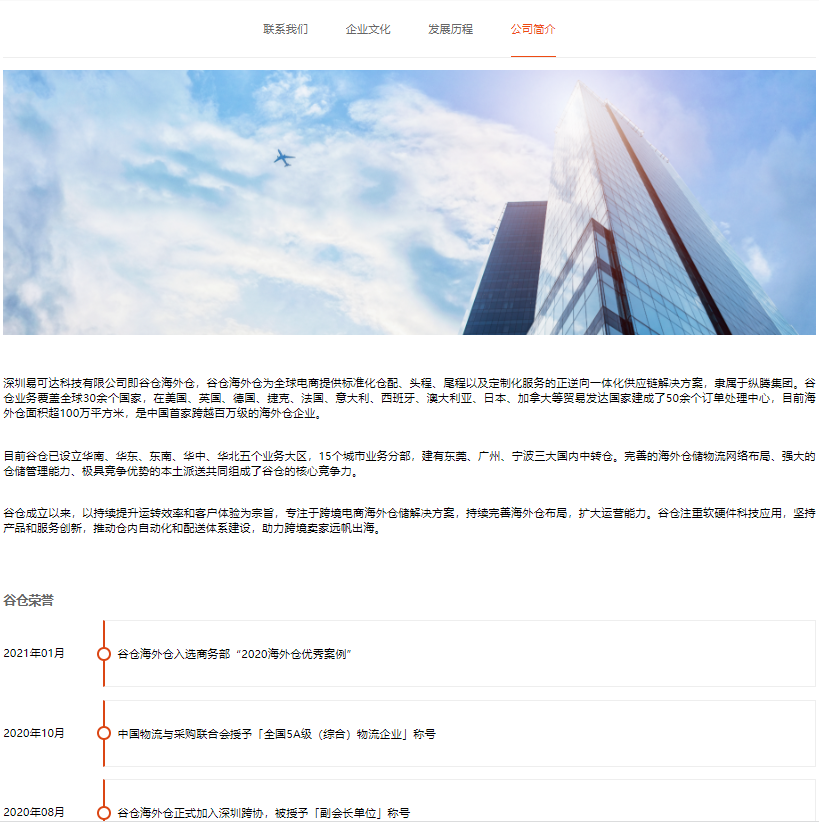 联系我们 企业文化 发展历程 公司简介
深圳易可达科技有限公司即谷仓海外仓，谷仓海外仓为全球电商提供标准化仓配、头程、尾程以及定制化服务的正逆向一体化供应链解决方案，隶属于纵腾集团。谷
仓业务覆盖全球30余个国家，在美国、英国、德国、捷克、法国、意大利、西班牙、澳大利亚、日本、加拿大等贸易发达国家建成了50余个订单处理中心，目前海
外仓面积超100万平方米，是中国首家跨越百万级的海外仓企业。
目前谷仓已设立华南、华东、东南、华中、华北五个业务大区，15个城市业务分部，建有东莞、广州、宁波三大国内中转仓。完善的海外仓储物流网络布局、强大的
仓储管理能力、极具竞争优势的本土派送共同组成了谷仓的核心竞争力。
谷仓成立以来，以持续提升运转效率和客户体验为宗旨，专注于跨境电商海外仓储解决方案，持续完善海外仓布局，扩大运营能力。谷仓注重软硬件科技应用，坚持
产品和服务创新，推动仓内自动化和配送体系建设，助力跨境卖家远帆出海。
谷仓荣誉
2021年01月 谷仓海外仓入选商务部“2020海外仓优秀案例”
2020年10月 中国物流与采购联合会授予「全国5A级（综合）物流企业」称号
2020年08月 谷仓海外仓正式加入深圳跨协，被授予「副会长单位」称号